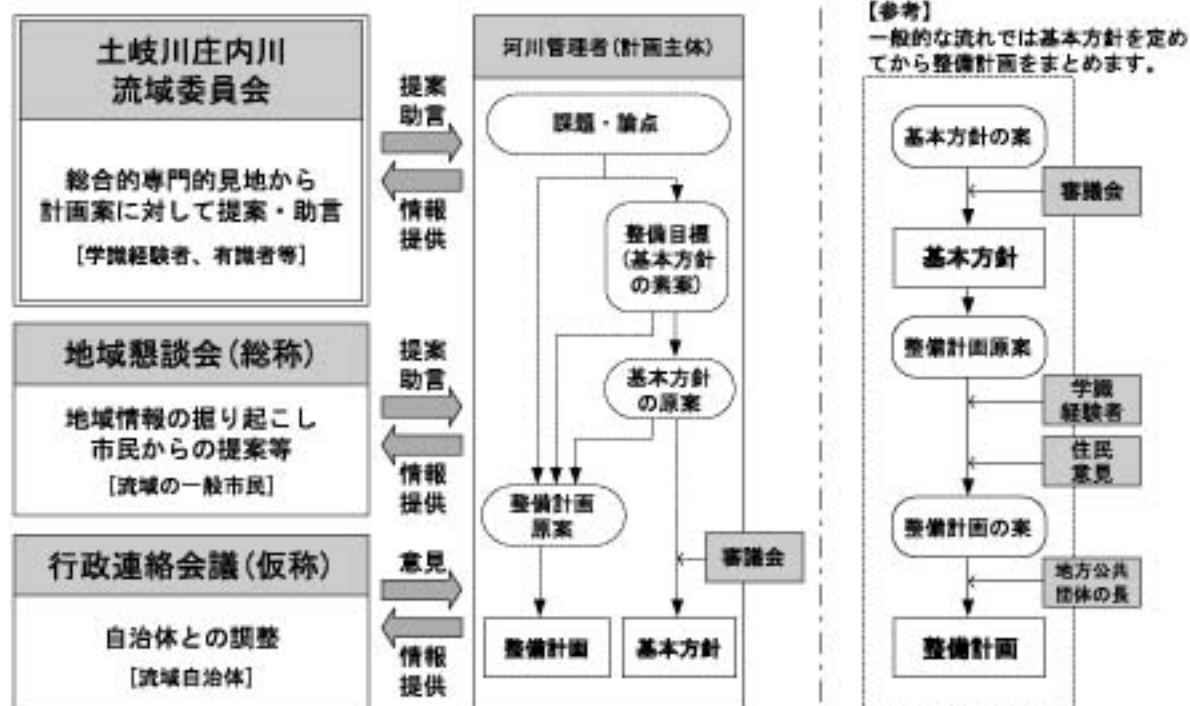 土岐川庄内川
流域委員会
総合的専門的見地から
計画案に対して提案・助言
[学識経験者、有識者等]
地域懇談会(総称)
地域情報の掘り起こし
市民からの提案等
[流域の一般市民]
行政連絡会議(仮称)
自治体との調整
[流域自治体]
提案
助言
情報
提供
提案
助言
情報
提供
意見
情報
提供
河川管理者(計画主体)
課題・論点
整備目標
(基本方針
の素案)
基本方針
の原案
整備計画
原案
審議会
整備計画
基本方針
【参考】
一般的な流れでは基本方針を定め
てから整備計画をまとめます。
基本方針の案
審議会
基本方針
整備計画原案
学識
経験者
住民
意見
整備計画の案
地方公共
団体の長
整備計画